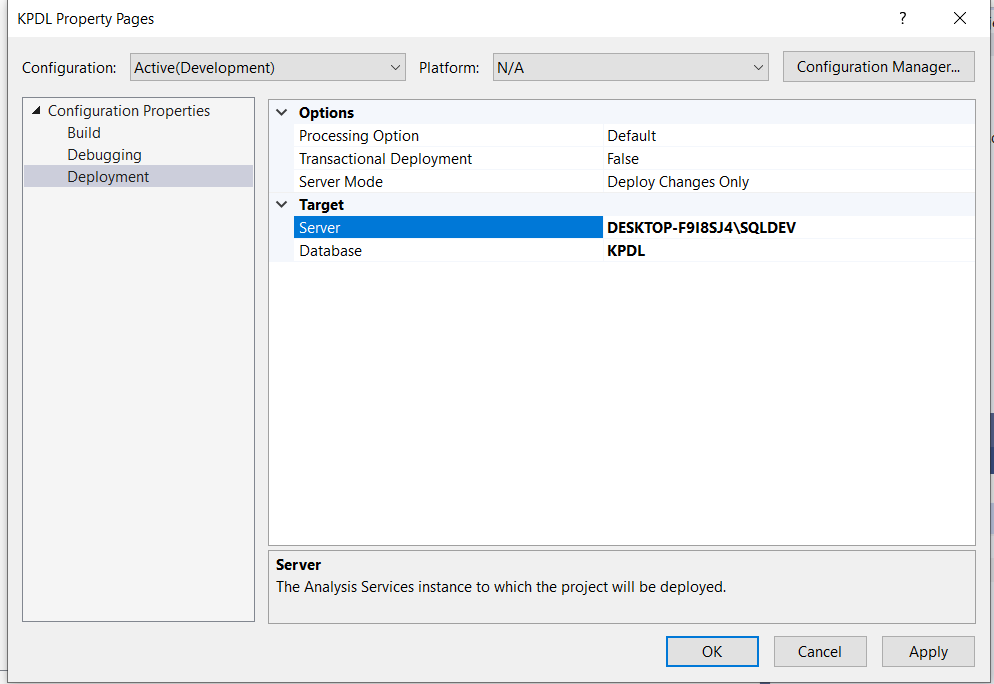 KPDL Property Pages
?
Configuration: Active(Development) Platform: N/A Configuration Manager...
Configuration Properties
Build
Debugging
Deployment
Options
Processing Option Default
Transactional Deployment False
Server Mode Deploy Changes Only
Target
Server DESKTOP-F9I8SJ4\SQLDEV
Database KPDL
Server
The Analysis Services instance to which the project will be deployed.
OK Cancel Apply